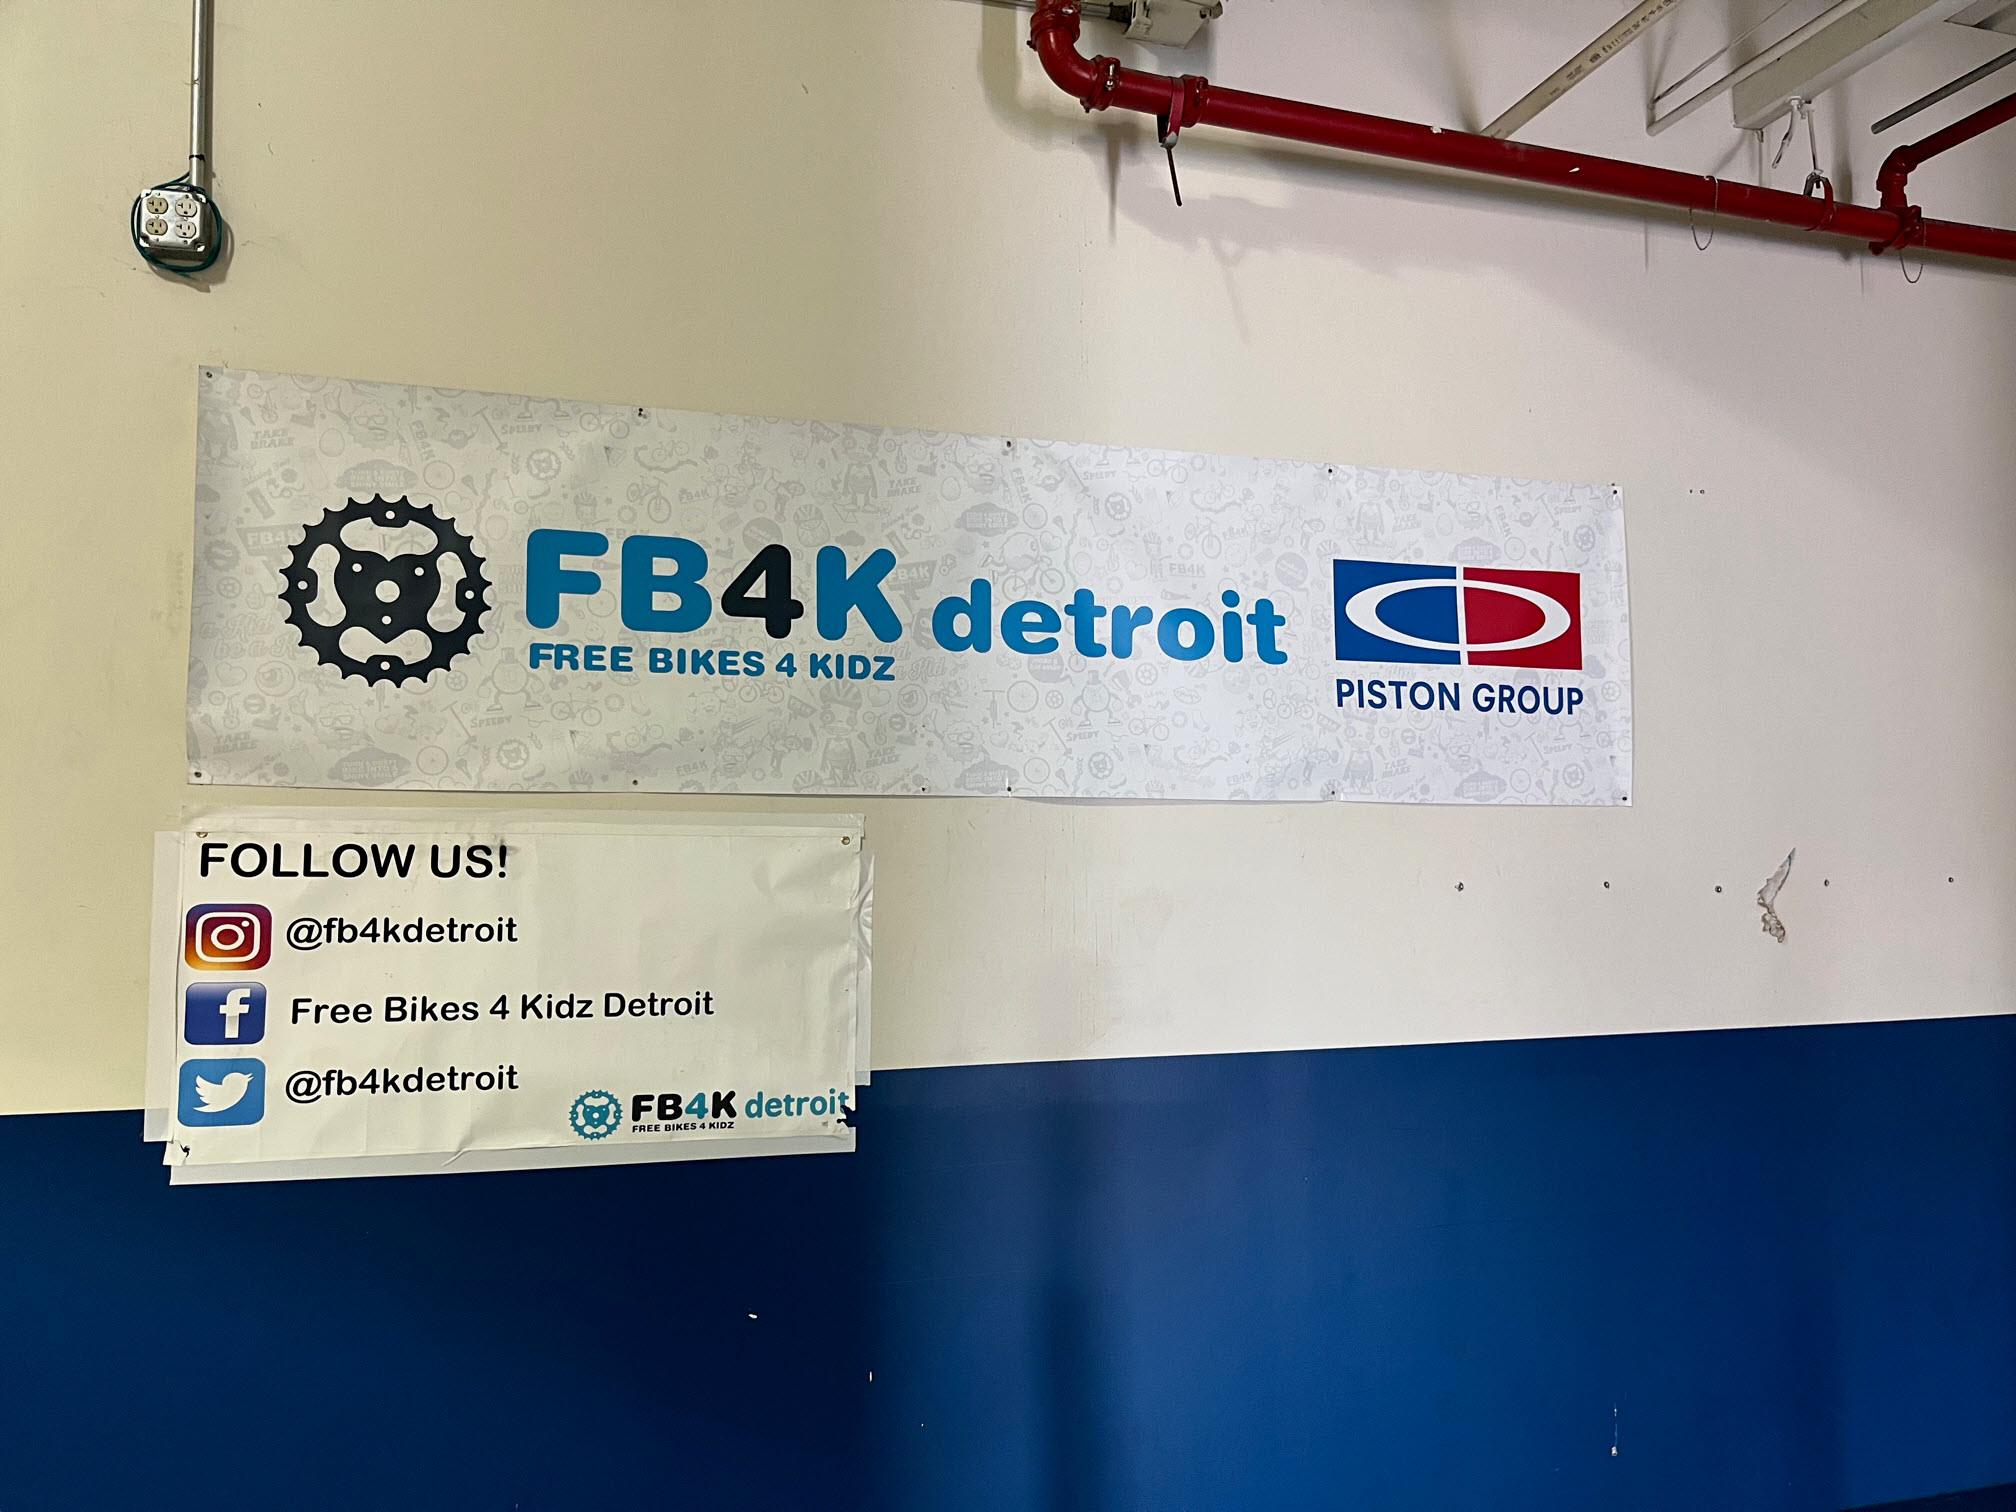 FB4K detroit
FREE BIKES 4 KIDZ
PISTON GROUP
FOLLOW US!
@fb4kdetroit
Free Bikes 4 Kidz Detroit
@fb4kdetroit
FB4K detroit
FREE BIKES 4 KIDZ